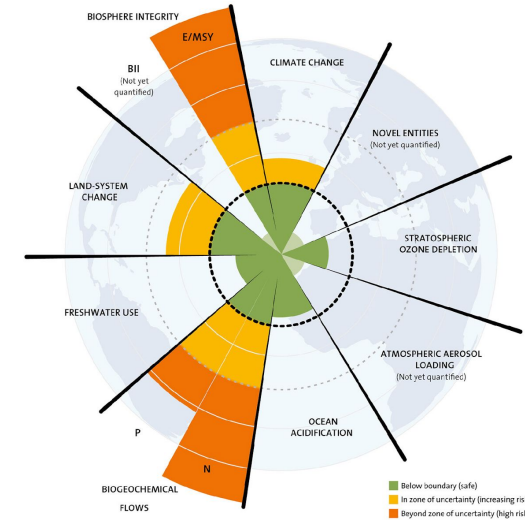 BIOSPHERE INTEGRITY
E/MSY
BII
(Not yet
quantified)
CLIMATE CHANGE
NOVEL ENTITIES
(Not yet quantified)
LAND-SYSTEM
CHANGE
STRATOSPHERIC
OZONE DEPLETION
FRESHWATER USE
ATMOSPHERIC AEROSOL
LOADING
(Not yet quantified)
OCEAN
ACIDIFICATION
P
N
BIOGEOCHEMICAL
FLOWS
Below boundary (safe)
In zone of uncertainty (increasing ris
Beyond zone of uncertainty (high risk